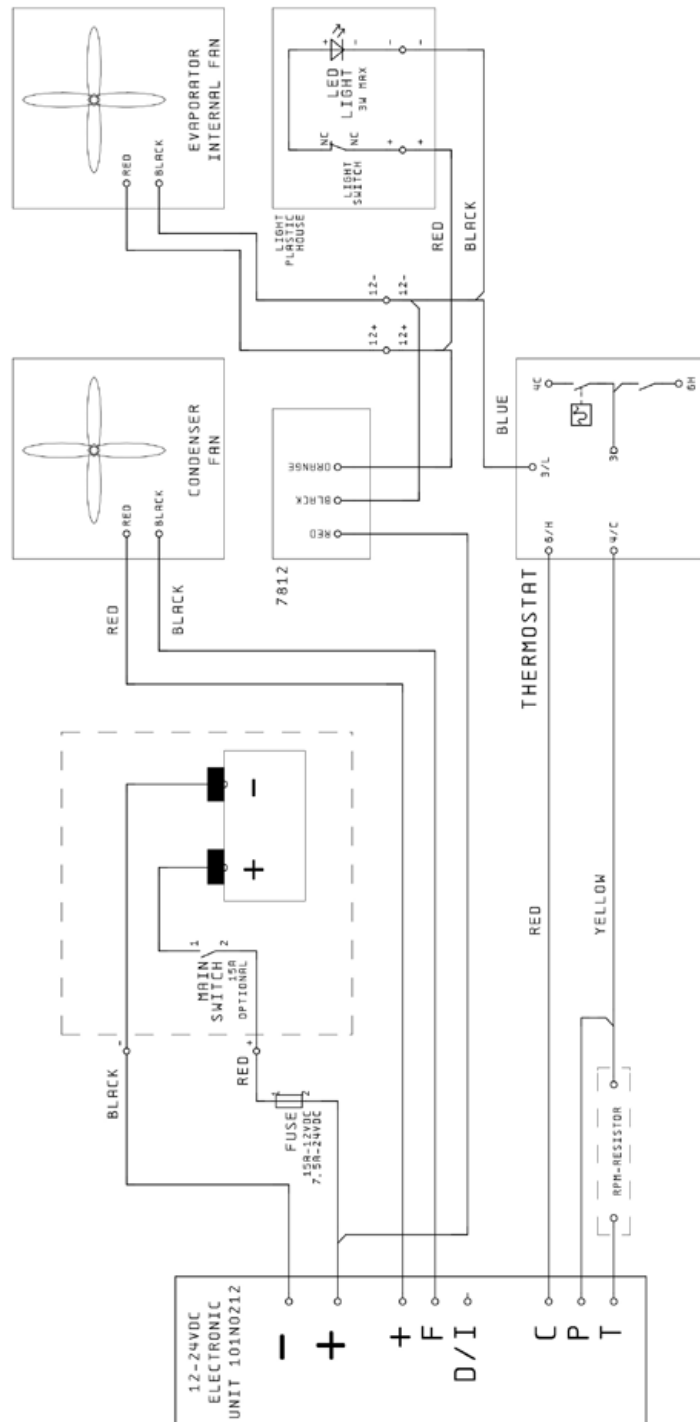 EVAPORATOR
INTERNAL FAN
RED
BLACK
+
-
LED
LIGHT
3W MAX
-
-
NC
NC
+
+
LIGHT
SWITCH
LIGHT
PLASTIC
HOUSE
RED
BLACK
12-
12-
12+
12+
CONDENSER
FAN
RED
BLACK
ORANGE
BLACK
RED
7812
BLUE
4C
3
6H
3/L
6/H
4/C
THERMOSTAT
RED
BLACK
-
+
1
2
MAIN
SWITCH
15A
OPTIONAL
-
+
BLACK
RED
1
2
FUSE
15A-12VDC
7.5A-24VDC
RED
YELLOW
RPM-RESISTOR
12-24VDC
ELECTRONIC
UNIT 101N0212
-
+
+
F
D/I
C
P
T